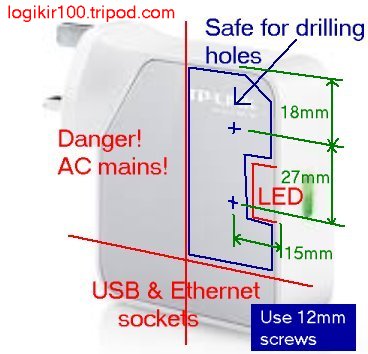 logikir100.tripod.com
Safe for drilling
holes
TP-LINK
18mm
Danger!
AC mains!
27mm
LED
15mm
USB & Ethernet
sockets
Use 12mm
screws